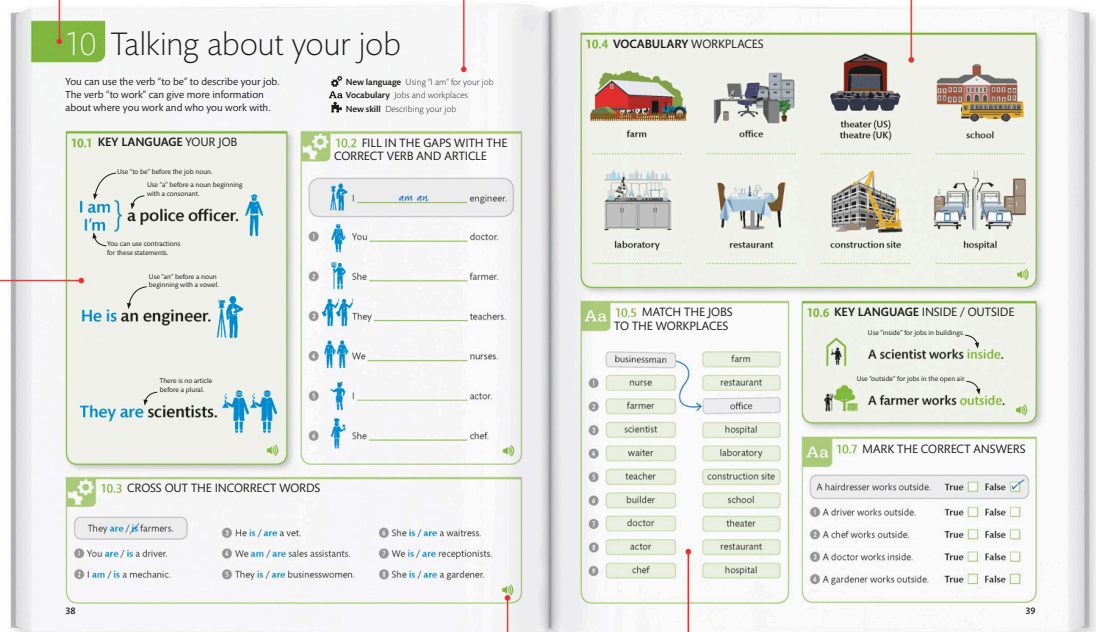 10 Talking about your job
You can use the verb "to be" to describe your job.
The verb "to work" can give more information
about where you work and who you work with.
New language Using "I am" for your job
Aa Vocabulary Jobs and workplaces
New skill Describing your job
10.1 KEY LANGUAGE YOUR JOB
Use "to be" before the job noun.
Use "a" before a noun beginning
with a consonant.
I am
I'm
} a police officer.
You can use contractions
for these statements.
Use "an" before a noun
beginning with a vowel.
He is an engineer.
There is no article
before a plural.
They are scientists.
10.2 FILL IN THE GAPS WITH THE
CORRECT VERB AND ARTICLE
I am an engineer.
1 You ____ doctor.
2 She ____ farmer.
3 They ____ teachers.
4 We ____ nurses.
5 I ____ actor.
6 She ____ chef.
10.3 CROSS OUT THE INCORRECT WORDS
They are / is farmers.
1 You are / is a driver.
2 I am / is a mechanic.
3 He is / are a vet.
4 We am / are sales assistants.
5 They is / are businesswomen.
6 She is / are a waitress.
7 We is / are receptionists.
8 She is / are a gardener.
38
10.4 VOCABULARY WORKPLACES
farm
office
theater (US)
theatre (UK)
school
laboratory
restaurant
construction site
hospital
Aa 10.5 MATCH THE JOBS
TO THE WORKPLACES
businessman farm
1 nurse restaurant
2 farmer office
3 scientist hospital
4 waiter laboratory
5 teacher construction site
6 builder school
7 doctor theater
8 actor restaurant
9 chef hospital
10.6 KEY LANGUAGE INSIDE / OUTSIDE
Use "inside" for jobs in buildings.
A scientist works inside.
Use "outside" for jobs in the open air.
A farmer works outside.
Aa 10.7 MARK THE CORRECT ANSWERS
A hairdresser works outside. True False
1 A driver works outside. True False
2 A chef works outside. True False
3 A doctor works inside. True False
4 A gardener works outside. True False
39